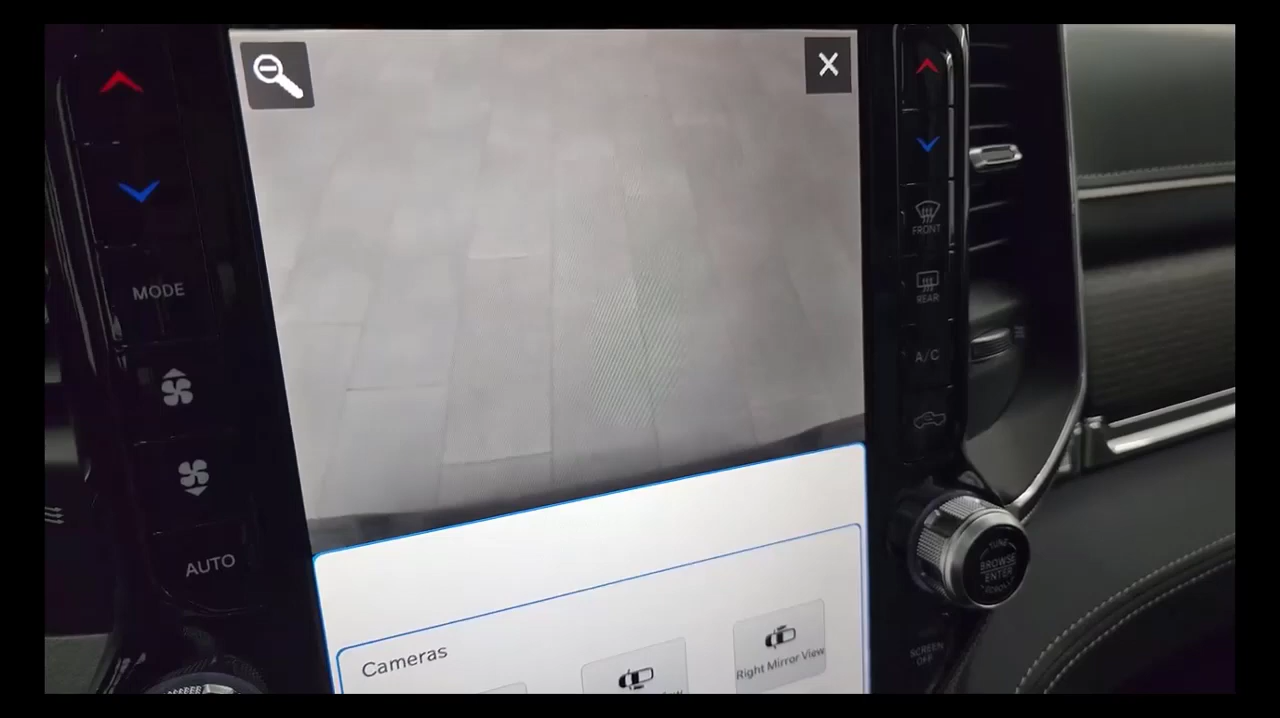 MODE
AUTO
FRONT
REAR
A/C
TUNE
BROWSE
ENTER
SCREEN
OFF
Cameras
Right Mirror View